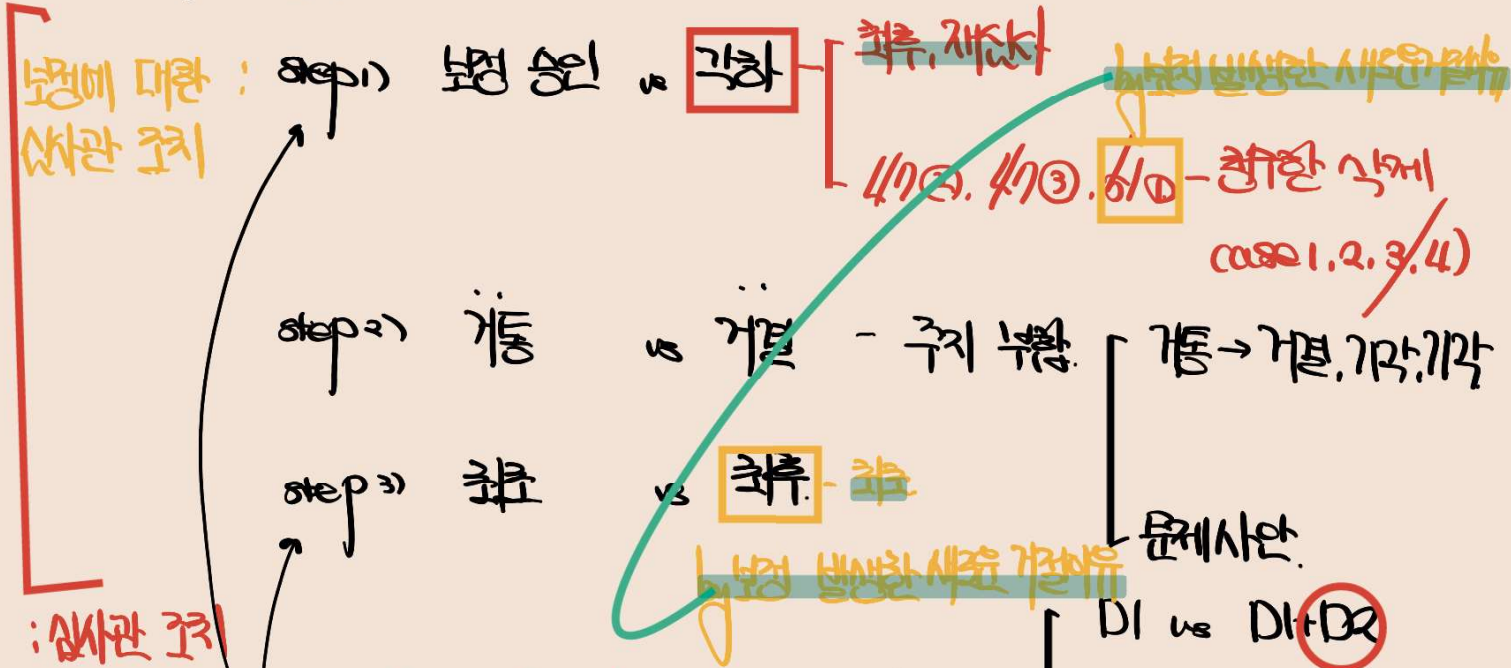 최후, 재심사
보정에 대한 : step1) 보정 승인 vs 각하
by 보정 발생한 새로운 거절이유
심사관 조치
47②. 47③. 51① - 청구항 삭제
case 1. 2. 3/4)
step2) 거통 vs 거결 - 주지 부합. 거통→거결.기각.기각
step3) 최초 vs 최후. - 최초
문제사안.
by 보정 발생한 새로운 거절이유
: 심사관 조치
D1 vs D1+D2